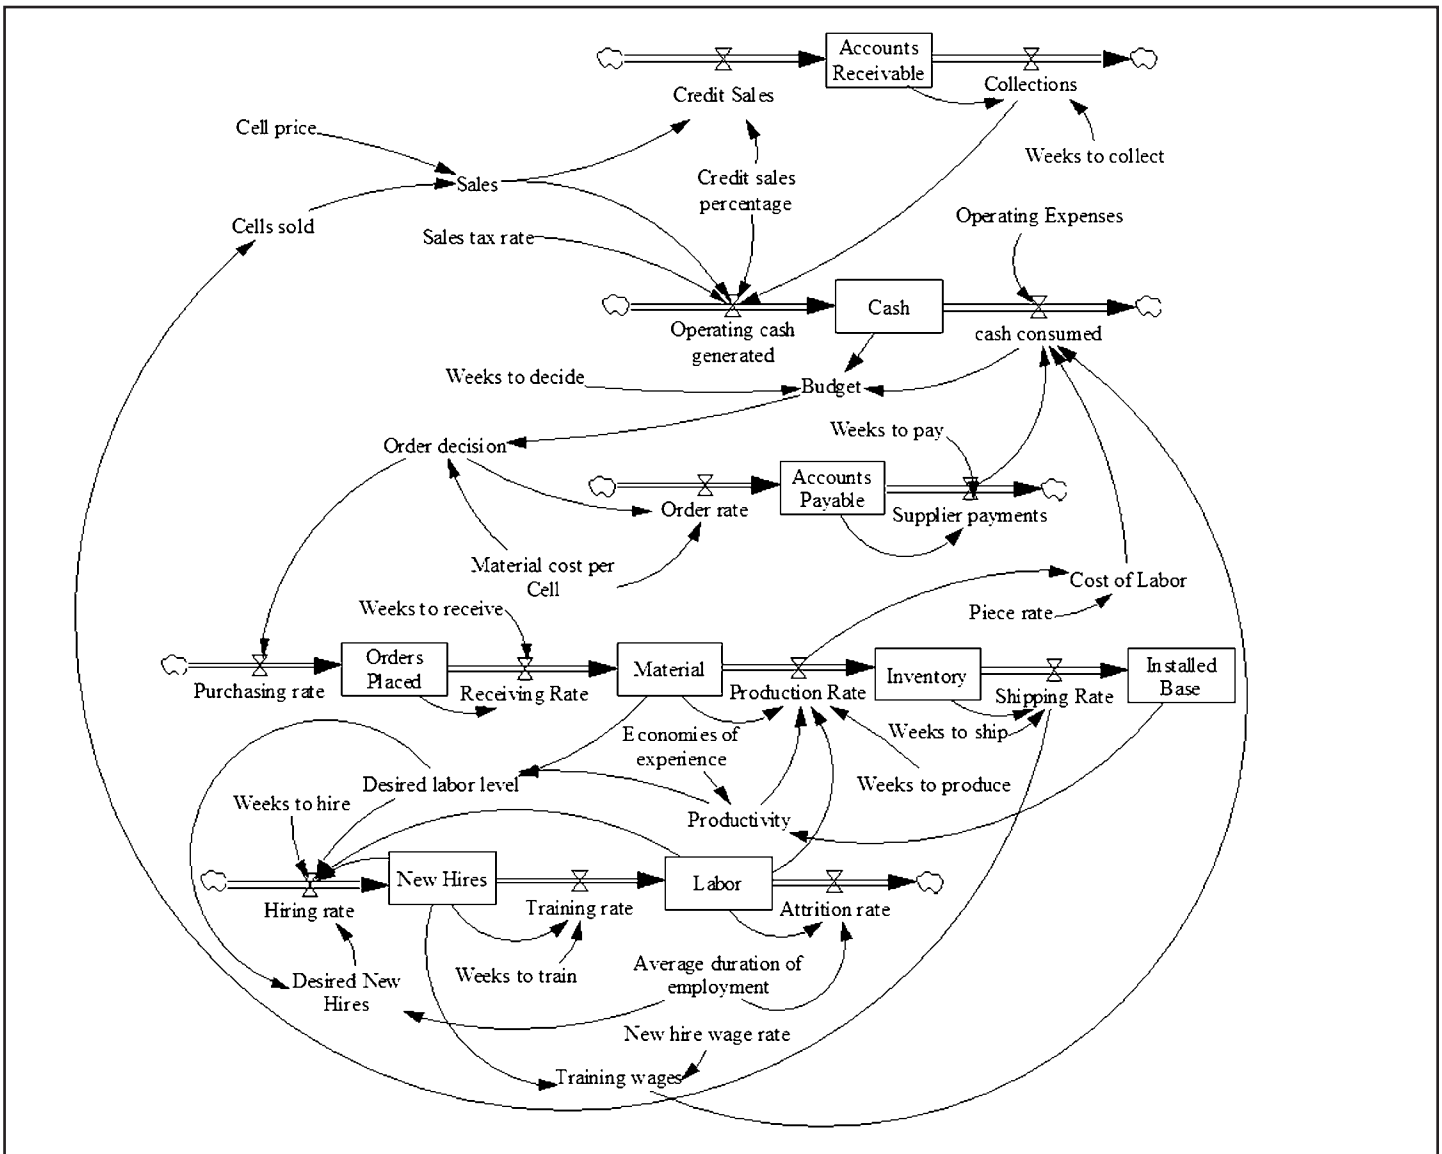 Accounts
Receivable
Credit Sales
Collections
Cell price
Weeks to collect
Sales
Credit sales
percentage
Cells sold
Sales tax rate
Operating Expenses
Cash
Operating cash
generated
cash consumed
Weeks to decide
Budget
Order decision
Weeks to pay
Accounts
Payable
Order rate
Supplier payments
Material cost per
Cell
Cost of Labor
Piece rate
Weeks to receive
Orders
Placed
Material
Inventory
Installed
Base
Purchasing rate
Receiving Rate
Production Rate
Shipping Rate
Economies of
experience
Weeks to ship
Desired labor level
Weeks to produce
Weeks to hire
Productivity
New Hires
Labor
Hiring rate
Training rate
Attrition rate
Desired New
Hires
Weeks to train
Average duration of
employment
New hire wage rate
Training wages